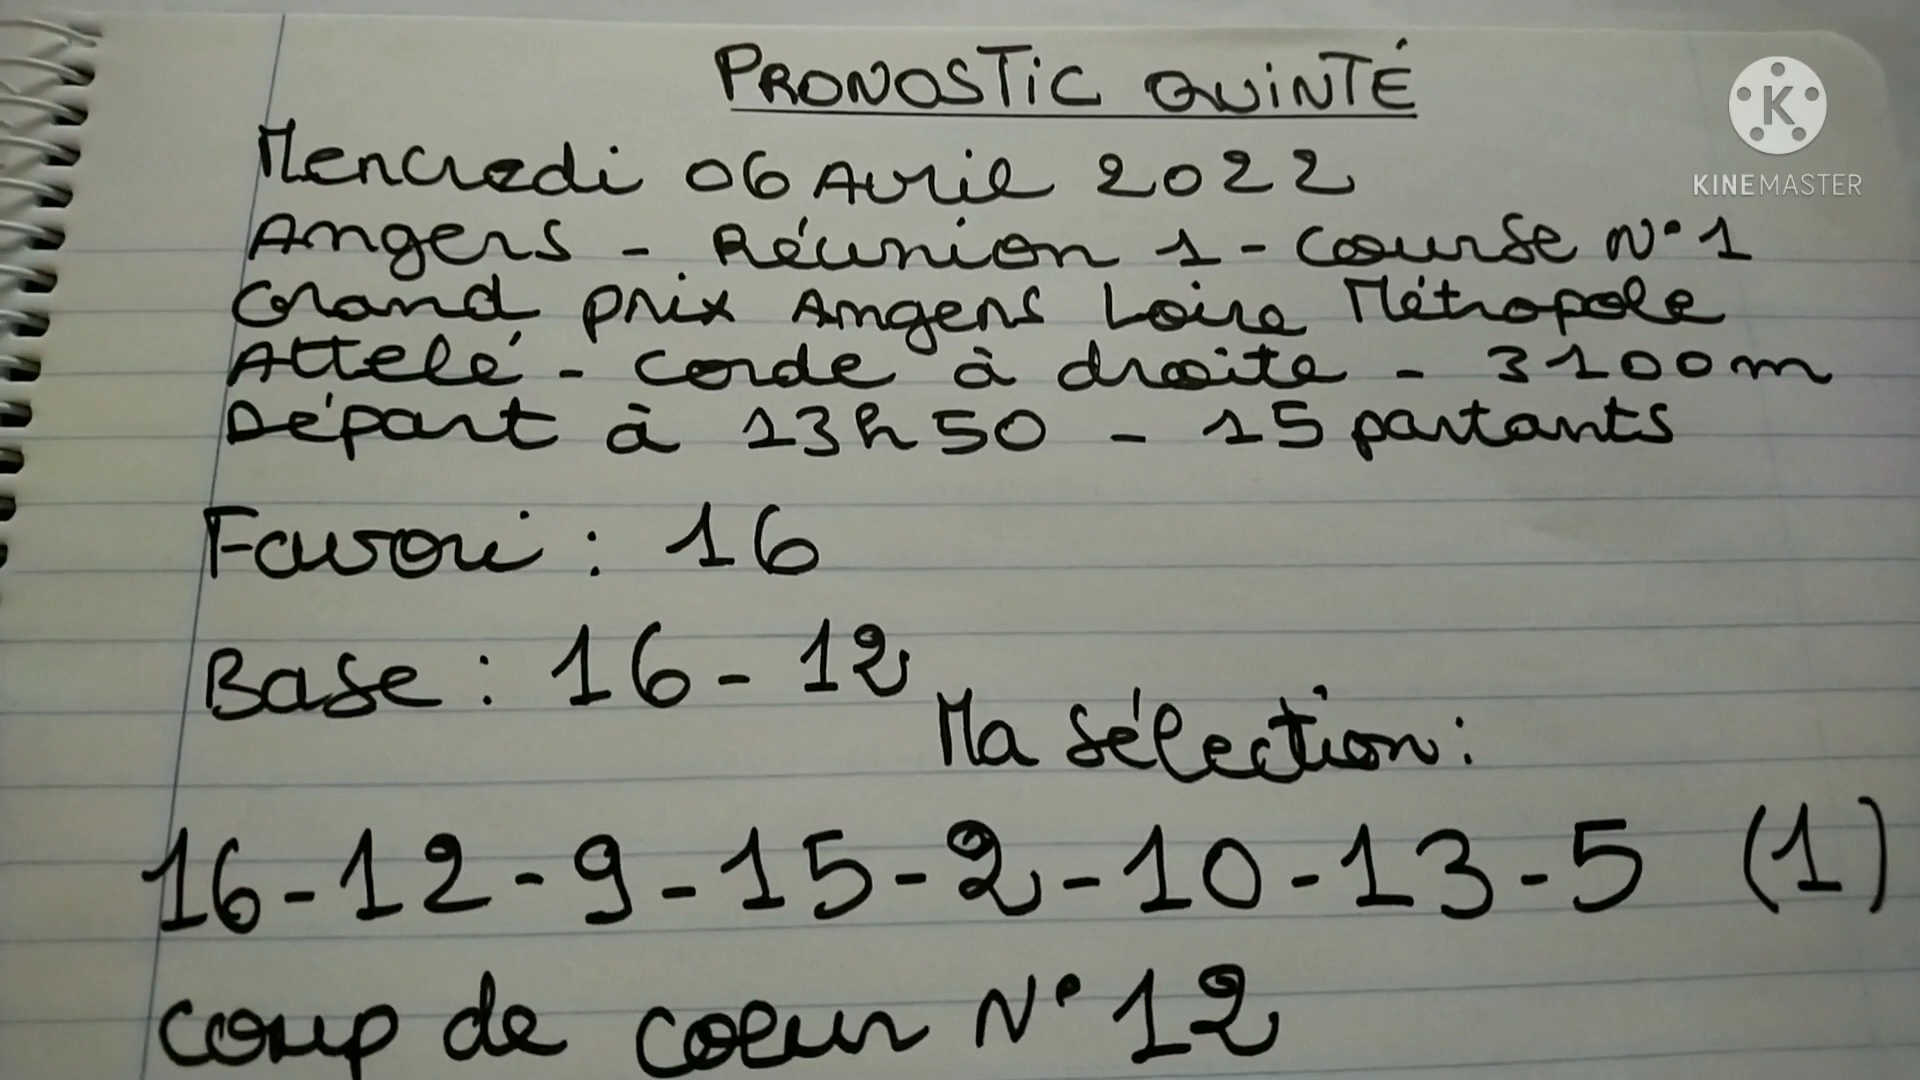 PRONOSTIC QUINTÉ
K
KINEMASTER
Mercredi 06 Avril 2022
Angers - Réunion 1 - Course N° 1
Grand prix Angers Loire Métropole
Attelé - Corde à droite - 3100m
Départ à 13h50 - 15 partants
Favori : 16
Base : 16 - 12
Ma sélection :
16 - 12 - 9 - 15 - 2 - 10 - 13 - 5 (1)
coup de coeur N° 12